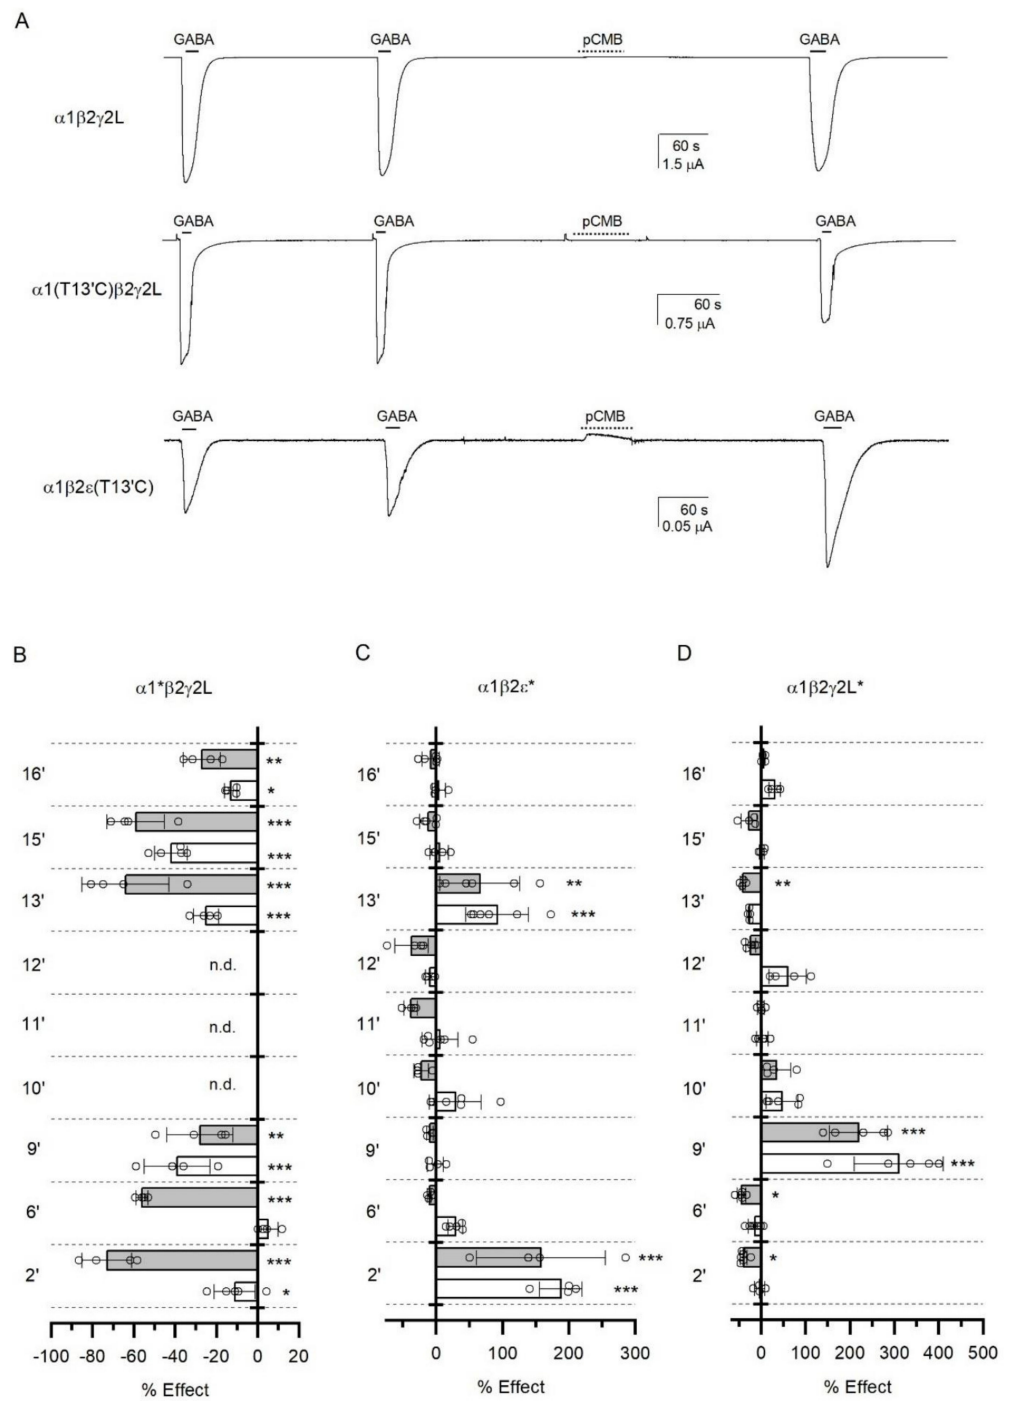 A
GABA GABA pCMB GABA
α1β2γ2L
60 s
1.5 μA
GABA GABA pCMB GABA
α1(T13'C)β2γ2L
60 s
0.75 μA
GABA GABA pCMB GABA
α1β2ε(T13'C)
60 s
0.05 μA
B
α1*β2γ2L
16'
**
*
15'
***
***
13'
***
***
12'
n.d.
11'
n.d.
10'
n.d.
9'
**
***
6'
***
2'
***
*
-100 -80 -60 -40 -20 0 20
% Effect
C
α1β2ε*
16'
15'
13'
**
***
12'
11'
10'
9'
6'
2'
***
***
0 100 200 300
% Effect
D
α1β2γ2L*
16'
15'
13'
**
12'
11'
10'
9'
***
***
6'
*
2'
*
0 100 200 300 400 500
% Effect